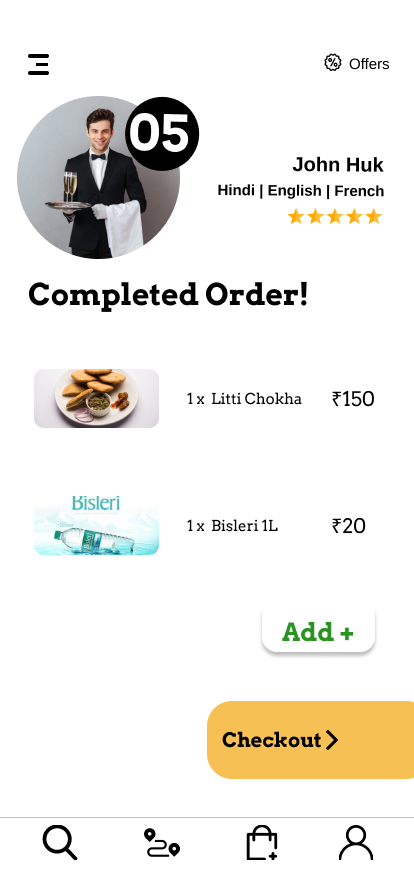 Offers
05
John Huk
Hindi | English | French
Completed Order!
1 x Litti Chokha ₹150
Bisleri
1 x Bisleri 1L ₹20
Add +
Checkout